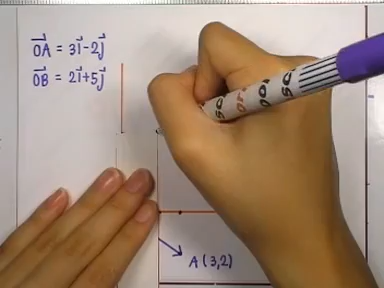 OA = 3i-2j
OB = 2i+5j
A (3,2)